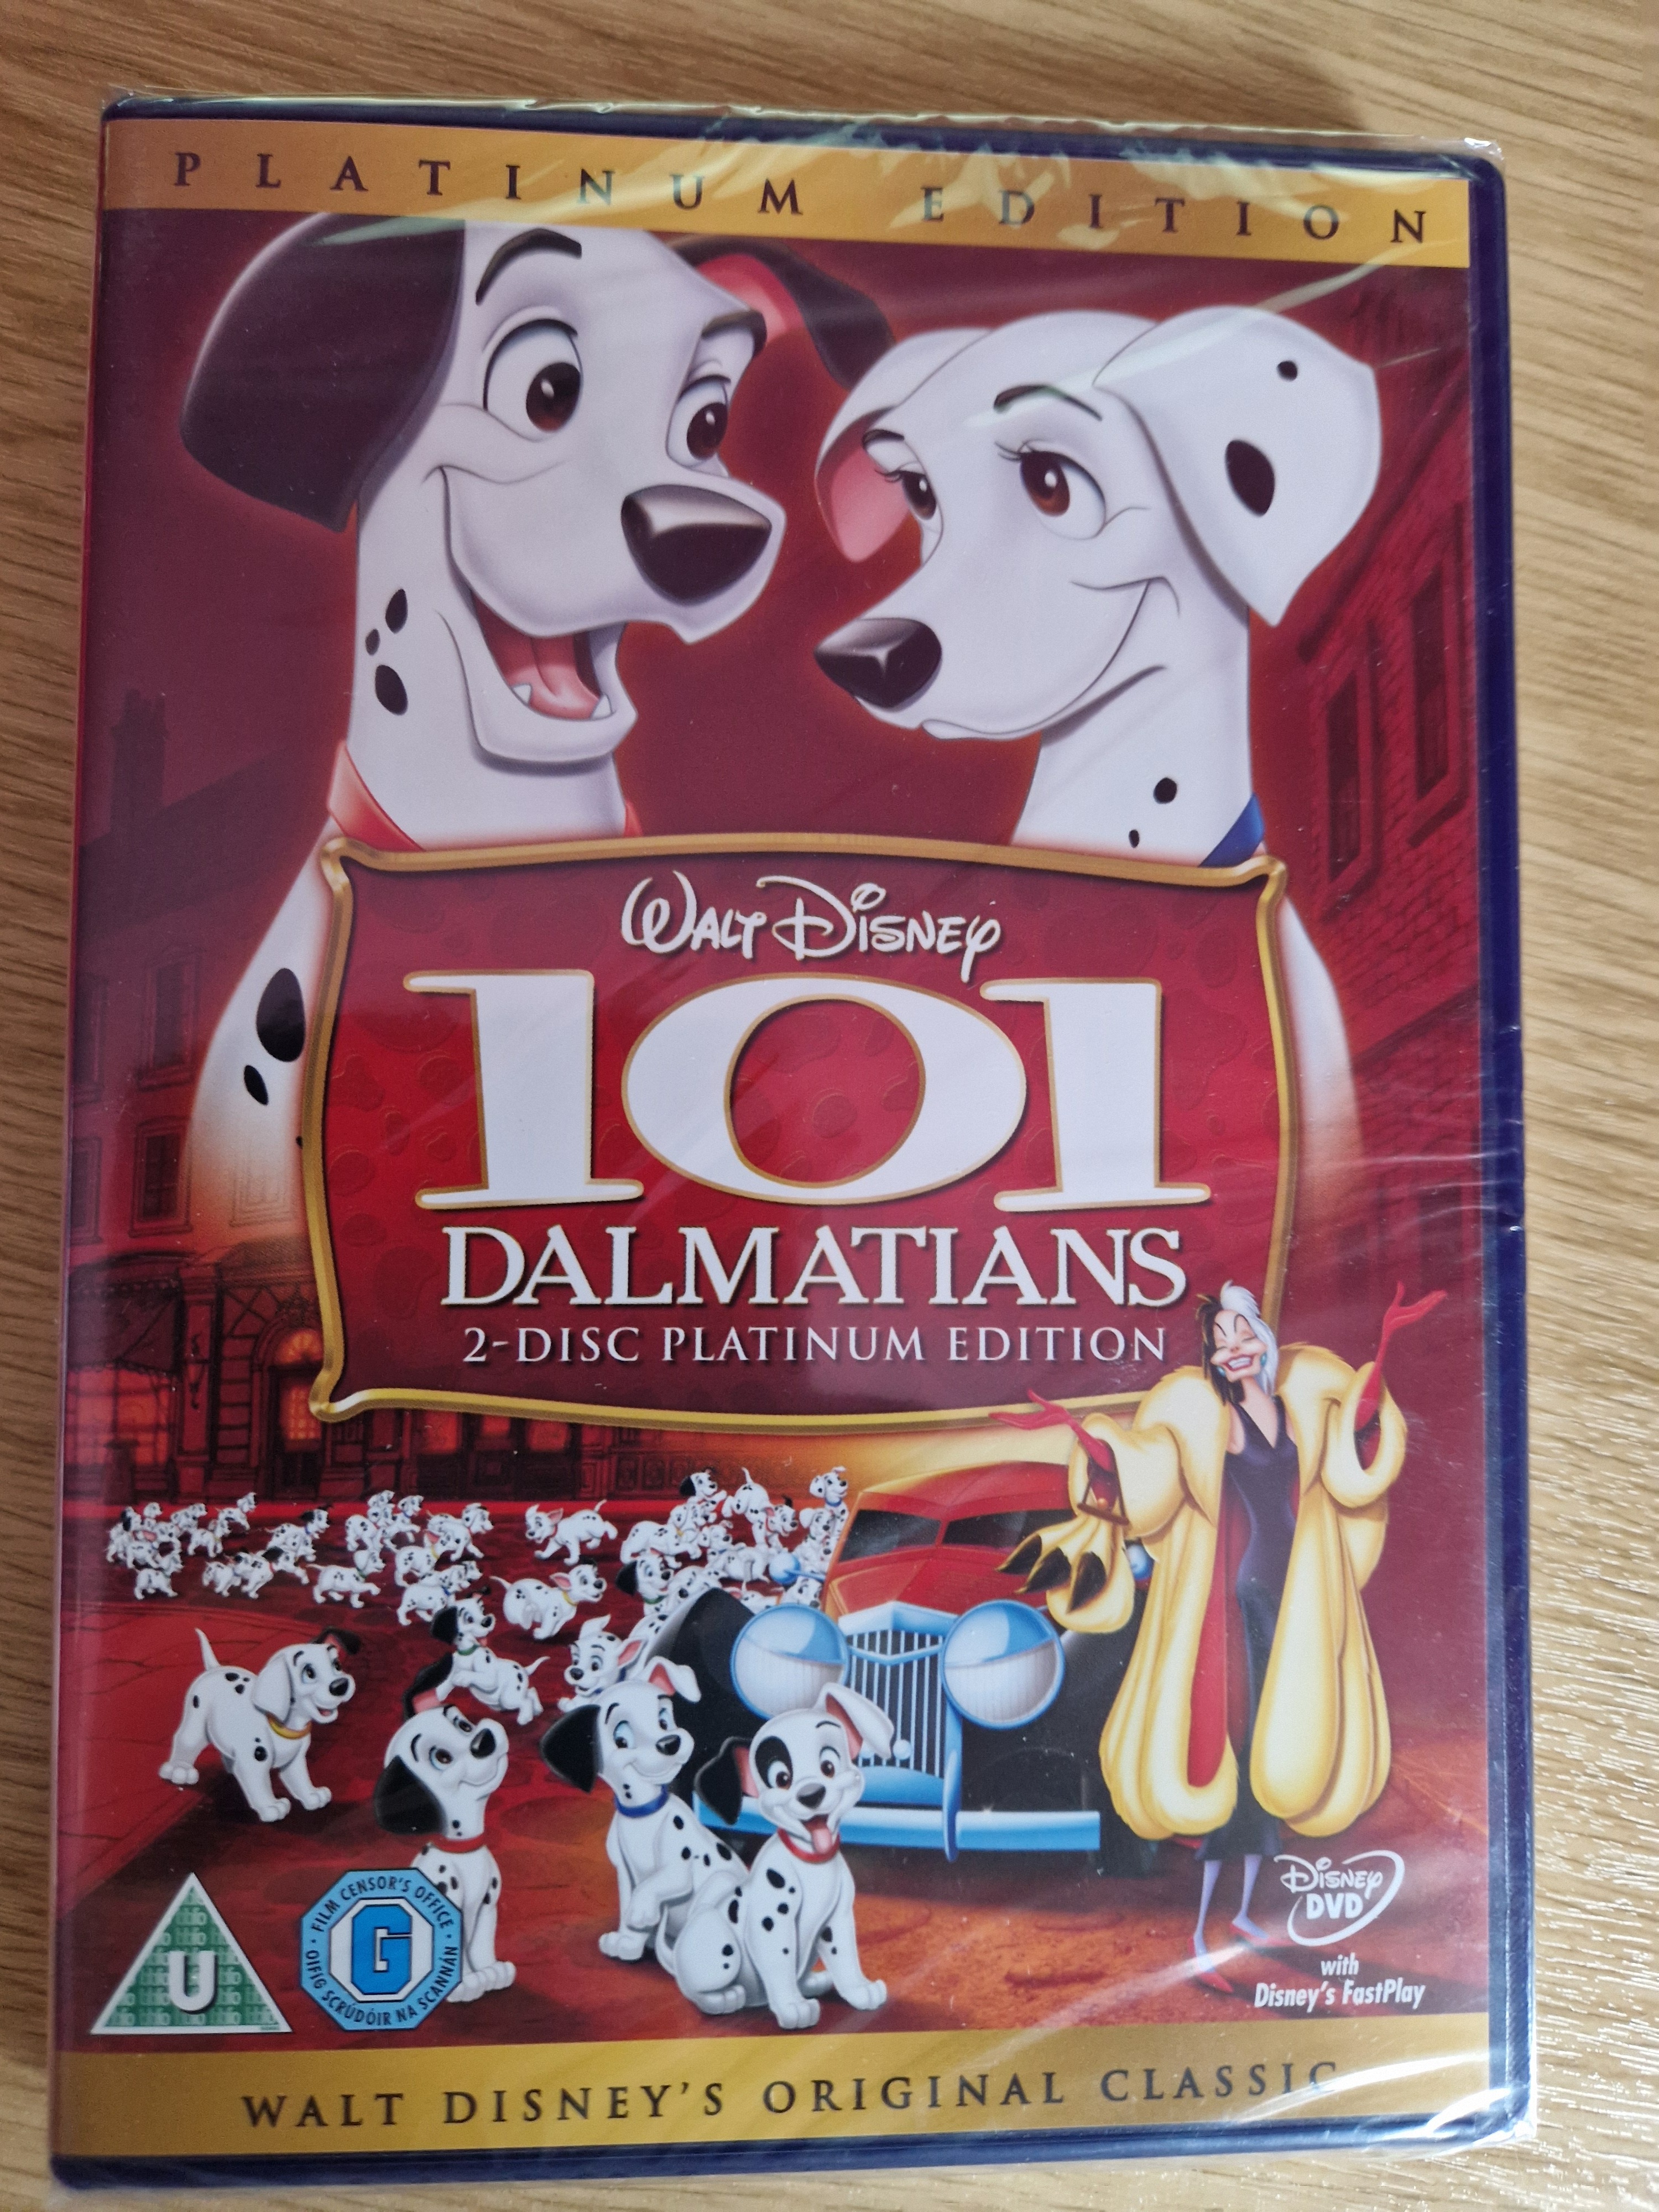 PLATINUM EDITION
WALT DISNEY
101
DALMATIANS
2-DISC PLATINUM EDITION
DISNEY
DVD
with
Disney's FastPlay
U
FILM CENSOR'S OFFICE
G
OIFIG SCRÚDÓIR NA SCANNÁN
WALT DISNEY'S ORIGINAL CLASSIC